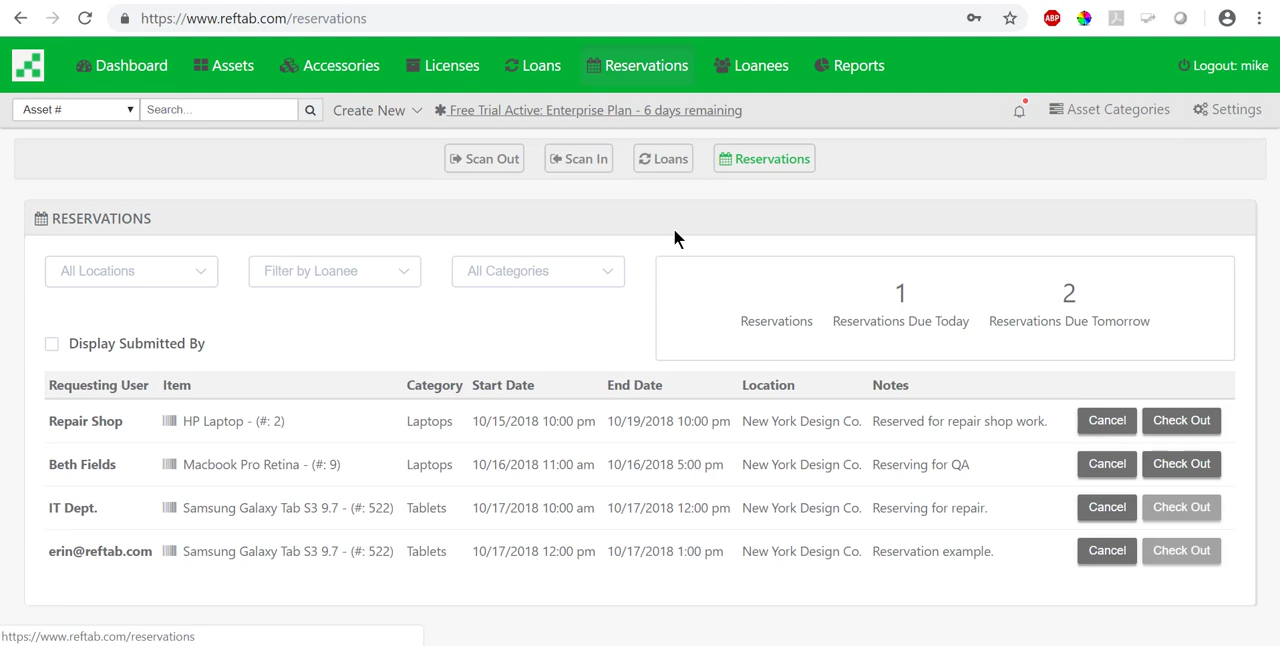 https://www.reftab.com/reservations
ABP
Dashboard Assets Accessories Licenses Loans Reservations Loanees Reports Logout: mike
Asset # Search... Create New ✱ Free Trial Active: Enterprise Plan - 6 days remaining Asset Categories Settings
Scan Out Scan In Loans Reservations
RESERVATIONS
All Locations Filter by Loanee All Categories
1 2
Reservations Reservations Due Today Reservations Due Tomorrow
Display Submitted By
Requesting User Item Category Start Date End Date Location Notes
Repair Shop HP Laptop - (#: 2) Laptops 10/15/2018 10:00 pm 10/19/2018 10:00 pm New York Design Co. Reserved for repair shop work. Cancel Check Out
Beth Fields Macbook Pro Retina - (#: 9) Laptops 10/16/2018 11:00 am 10/16/2018 5:00 pm New York Design Co. Reserving for QA Cancel Check Out
IT Dept. Samsung Galaxy Tab S3 9.7 - (#: 522) Tablets 10/17/2018 10:00 am 10/17/2018 12:00 pm New York Design Co. Reserving for repair. Cancel Check Out
erin@reftab.com Samsung Galaxy Tab S3 9.7 - (#: 522) Tablets 10/17/2018 12:00 pm 10/17/2018 1:00 pm New York Design Co. Reservation example. Cancel Check Out
https://www.reftab.com/reservations